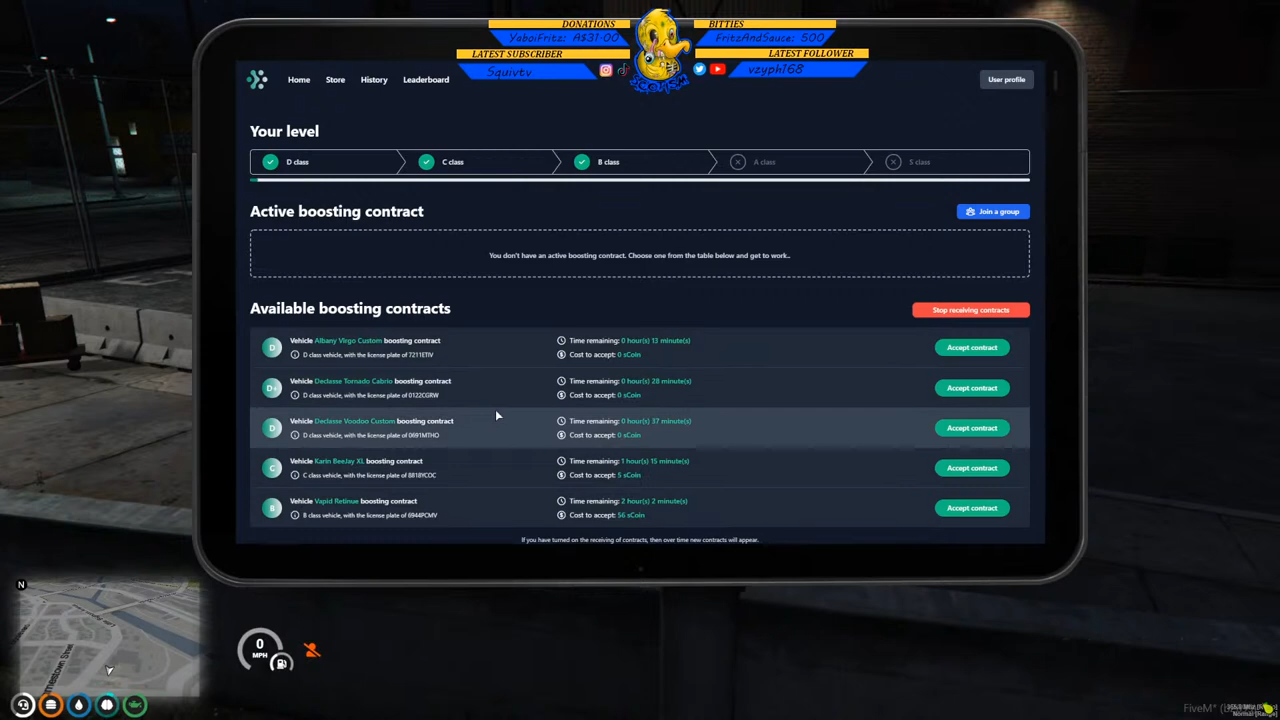 DONATIONS
YaboiFritz: A$31.00
BITTIES
FritzAndSauce: 500
LATEST SUBSCRIBER
Squivtv
LATEST FOLLOWER
vzyph168
Home Store History Leaderboard
User profile
Your level
D class C class B class A class S class
Active boosting contract
Join a group
You don't have an active boosting contract. Choose one from the table below and get to work..
Available boosting contracts
Stop receiving contracts
D
Vehicle Albany Virgo Custom boosting contract
D class vehicle, with the license plate of 7211ETIV
Time remaining: 0 hour(s) 13 minute(s)
Cost to accept: 0 sCoin
Accept contract
D+
Vehicle Declasse Tornado Cabrio boosting contract
D class vehicle, with the license plate of 0122CGRW
Time remaining: 0 hour(s) 28 minute(s)
Cost to accept: 0 sCoin
Accept contract
D
Vehicle Declasse Voodoo Custom boosting contract
D class vehicle, with the license plate of 0691MTHO
Time remaining: 0 hour(s) 37 minute(s)
Cost to accept: 0 sCoin
Accept contract
C
Vehicle Karin BeeJay XL boosting contract
C class vehicle, with the license plate of 8818YCOC
Time remaining: 1 hour(s) 15 minute(s)
Cost to accept: 5 sCoin
Accept contract
B
Vehicle Vapid Retinue boosting contract
B class vehicle, with the license plate of 6944PCMV
Time remaining: 2 hour(s) 2 minute(s)
Cost to accept: 56 sCoin
Accept contract
If you have turned on the receiving of contracts, then over time new contracts will appear.
N
0
MPH
FiveM*